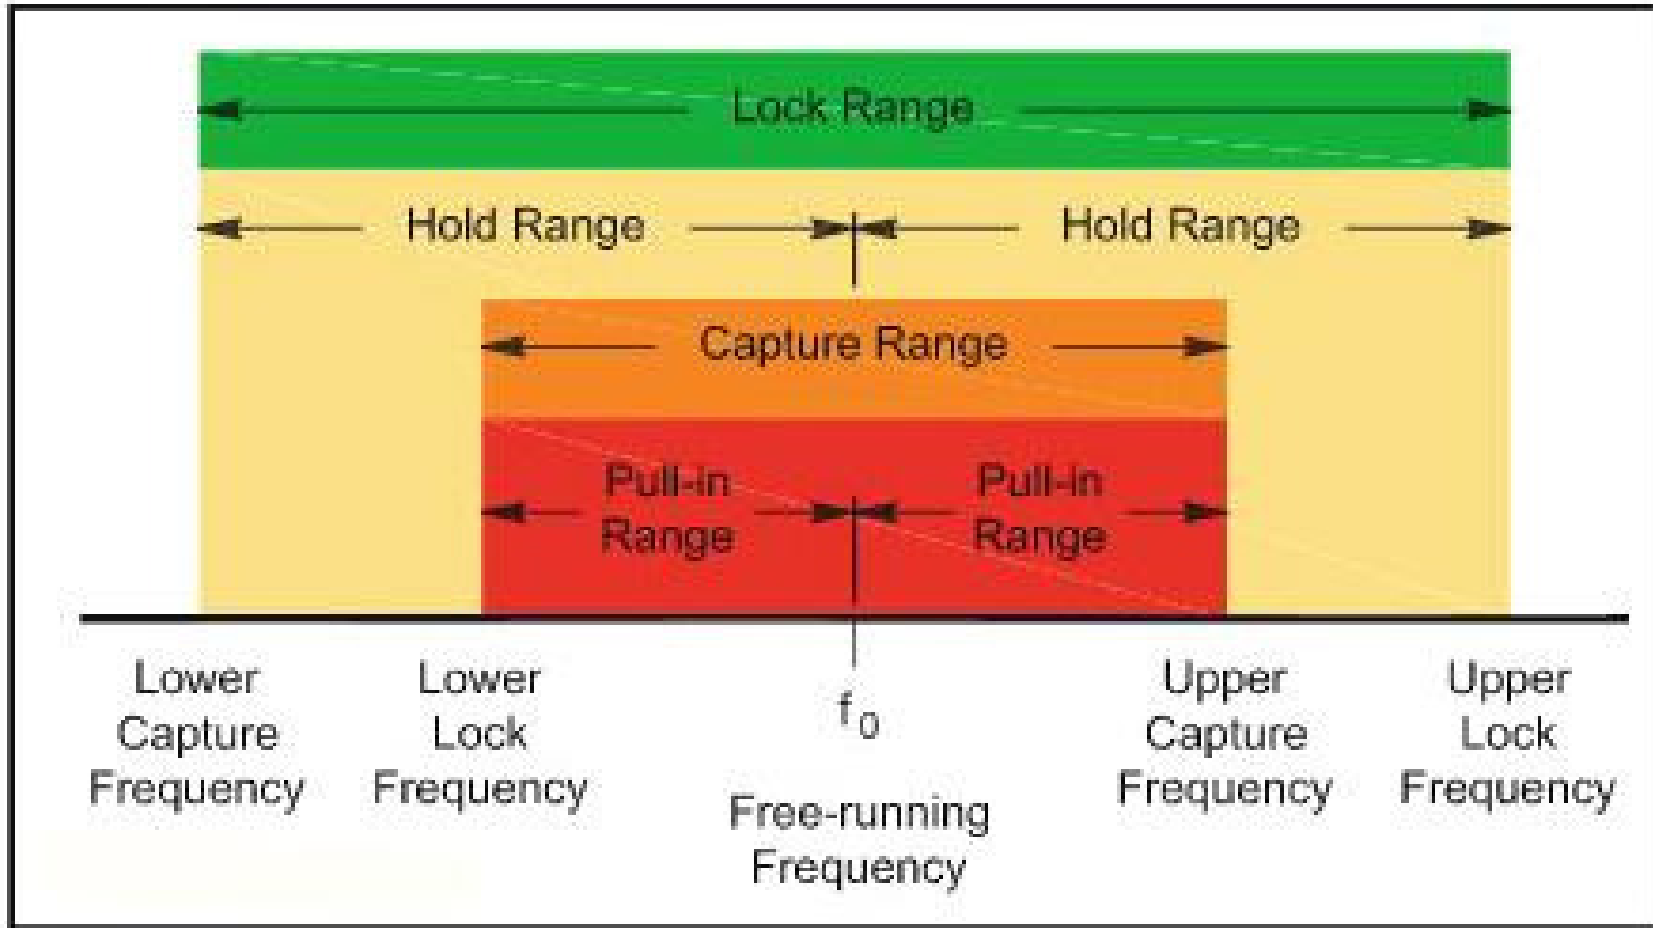 Lock Range
Hold Range
Hold Range
Capture Range
Pull-in
Range
Pull-in
Range
Lower
Capture
Frequency
Lower
Lock
Frequency
f0
Free-running
Frequency
Upper
Capture
Frequency
Upper
Lock
Frequency